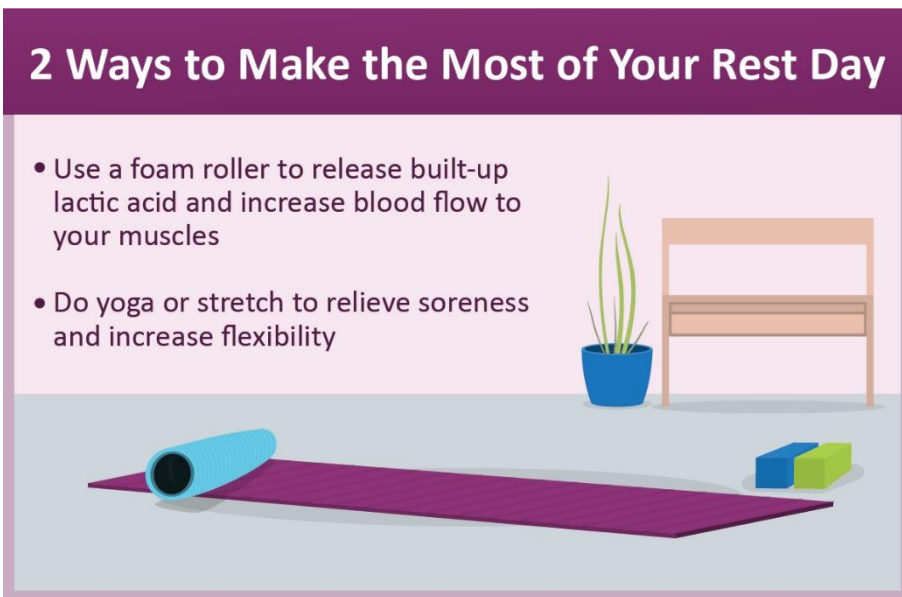 2 Ways to Make the Most of Your Rest Day
• Use a foam roller to release built-up
lactic acid and increase blood flow to
your muscles
• Do yoga or stretch to relieve soreness
and increase flexibility